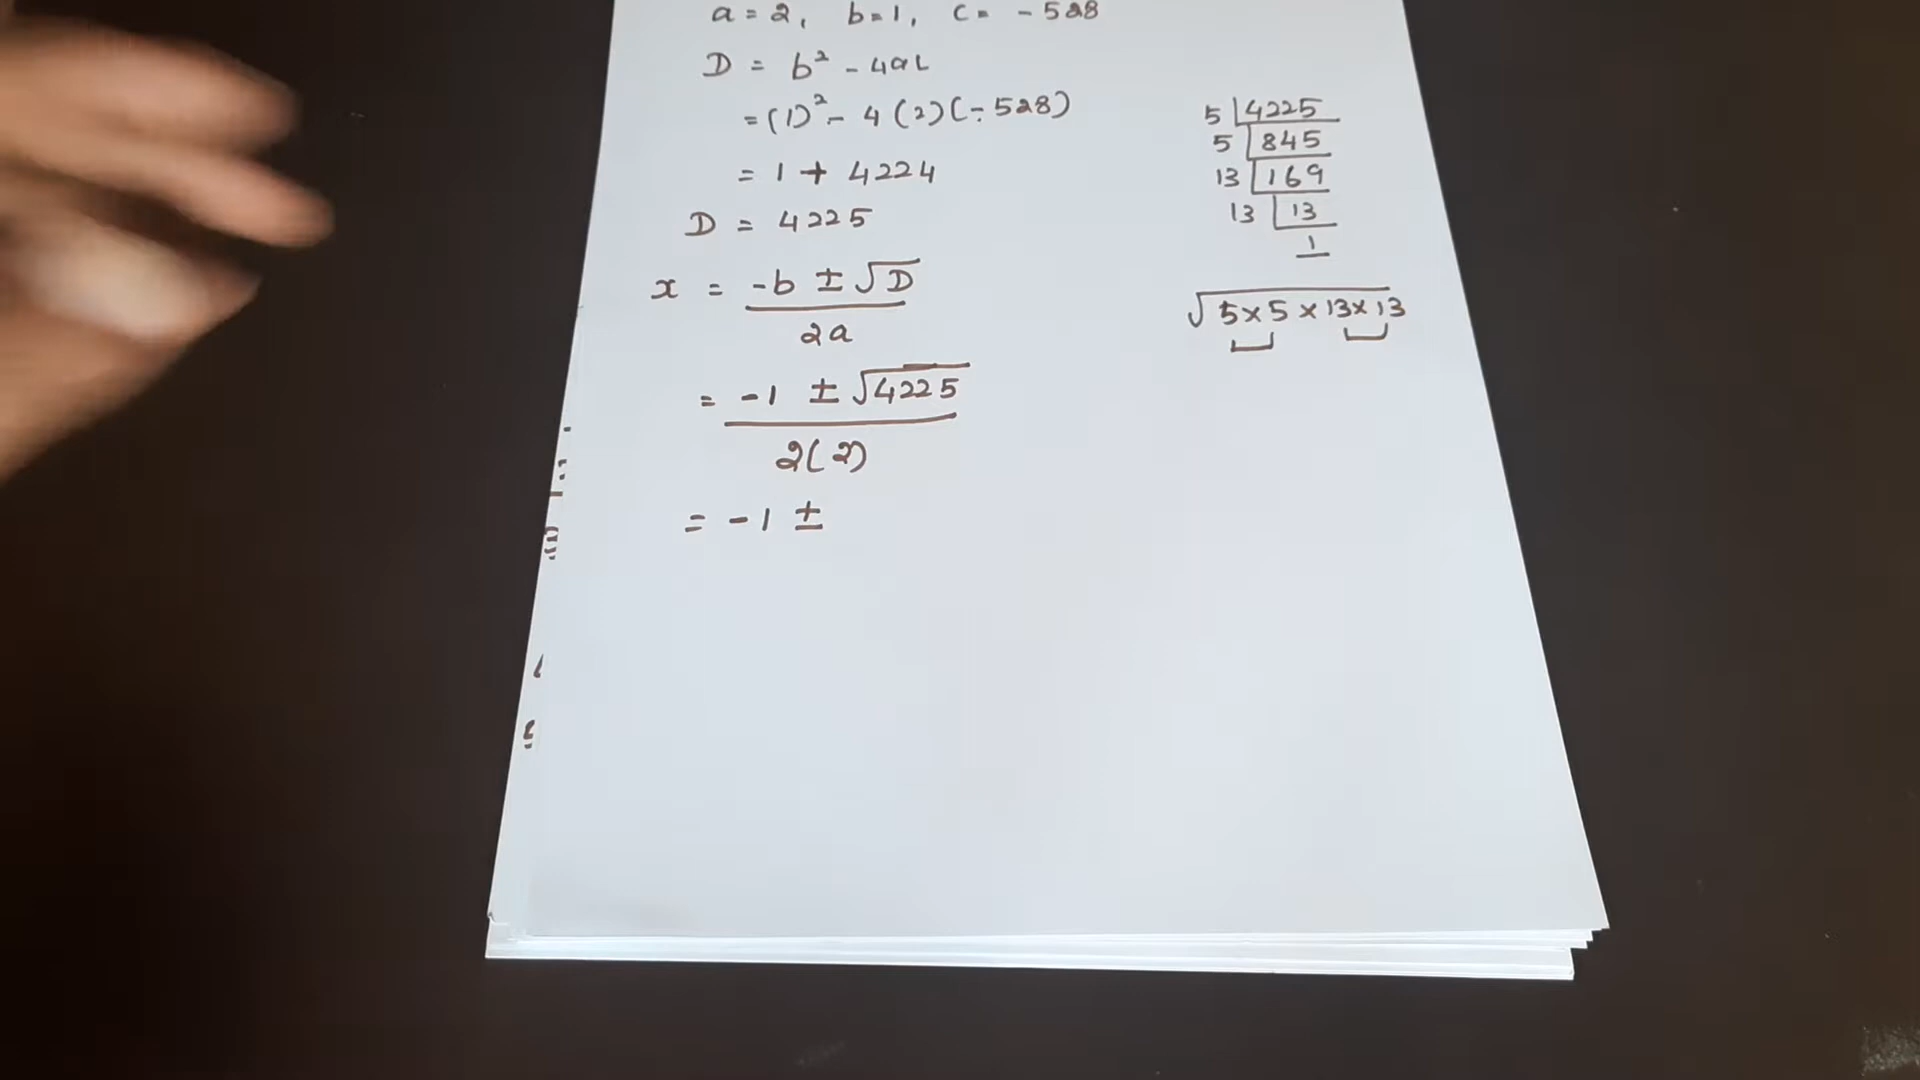 a = 2, b = 1, c = - 528
D = b² - 4ac
= (1)² - 4 (2) (- 528)
= 1 + 4224
D = 4225
x = -b ± √D
2a
= -1 ± √4225
2(2)
= -1 ±
5 | 4225
5 | 845
13 | 169
13 | 13
1
√5×5×13×13